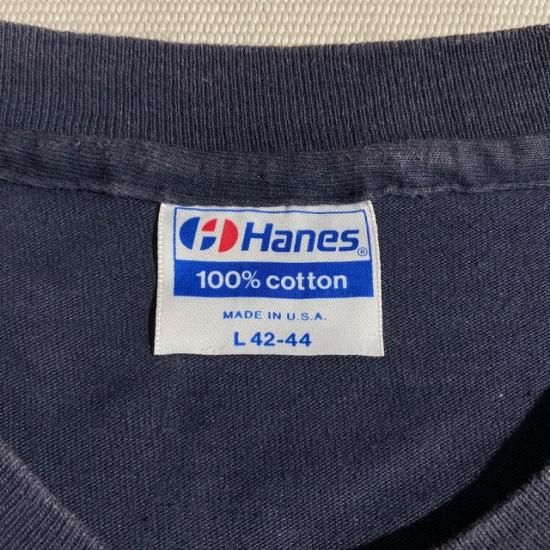 Hanes®
100% cotton
MADE IN U.S.A.
L 42-44